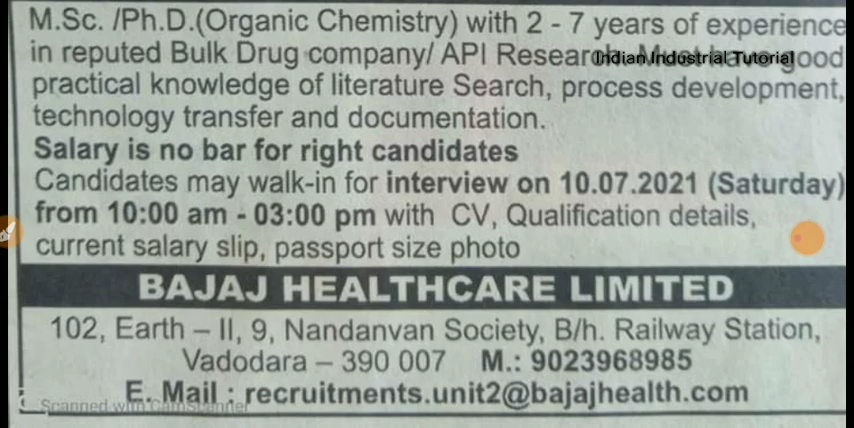 M.Sc. /Ph.D.(Organic Chemistry) with 2 - 7 years of experience
in reputed Bulk Drug company/ API Research. Must have good
Indian Industrial Tutorial
practical knowledge of literature Search, process development,
technology transfer and documentation.
Salary is no bar for right candidates
Candidates may walk-in for interview on 10.07.2021 (Saturday)
from 10:00 am - 03:00 pm with CV, Qualification details,
current salary slip, passport size photo
BAJAJ HEALTHCARE LIMITED
102, Earth – II, 9, Nandanvan Society, B/h. Railway Station,
Vadodara – 390 007 M.: 9023968985
E. Mail : recruitments.unit2@bajajhealth.com
Scanned with CamScanner